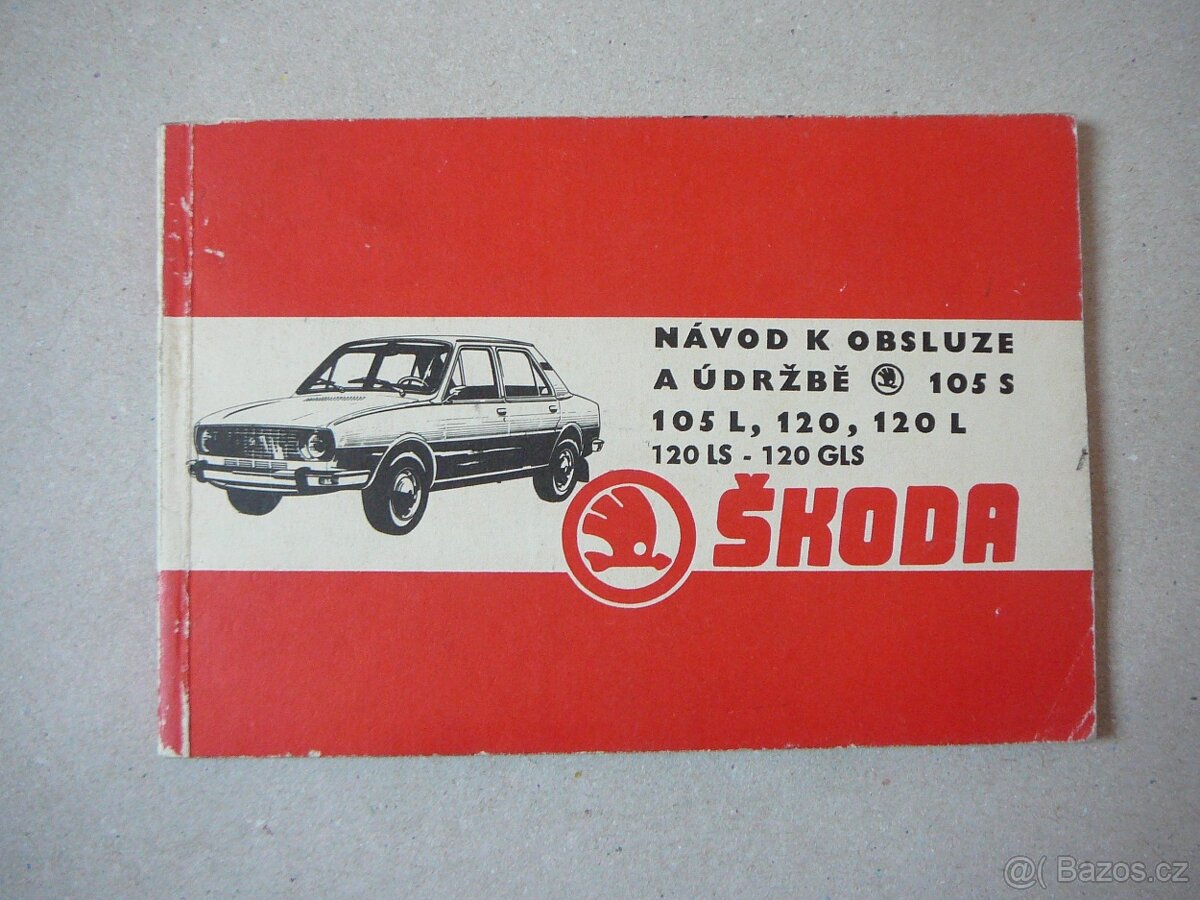 NÁVOD K OBSLUZE
A ÚDRŽBĚ 105 S
105 L, 120, 120 L
120 LS - 120 GLS
ŠKODA
@( Bazos.cz